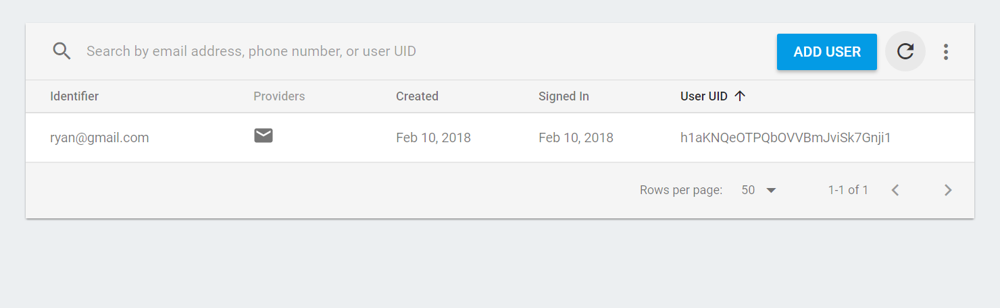 Search by email address, phone number, or user UID ADD USER
Identifier Providers Created Signed In User UID
ryan@gmail.com Feb 10, 2018 Feb 10, 2018 h1aKNQeOTPQbOVVBmJviSk7Gnji1
Rows per page: 50 1-1 of 1